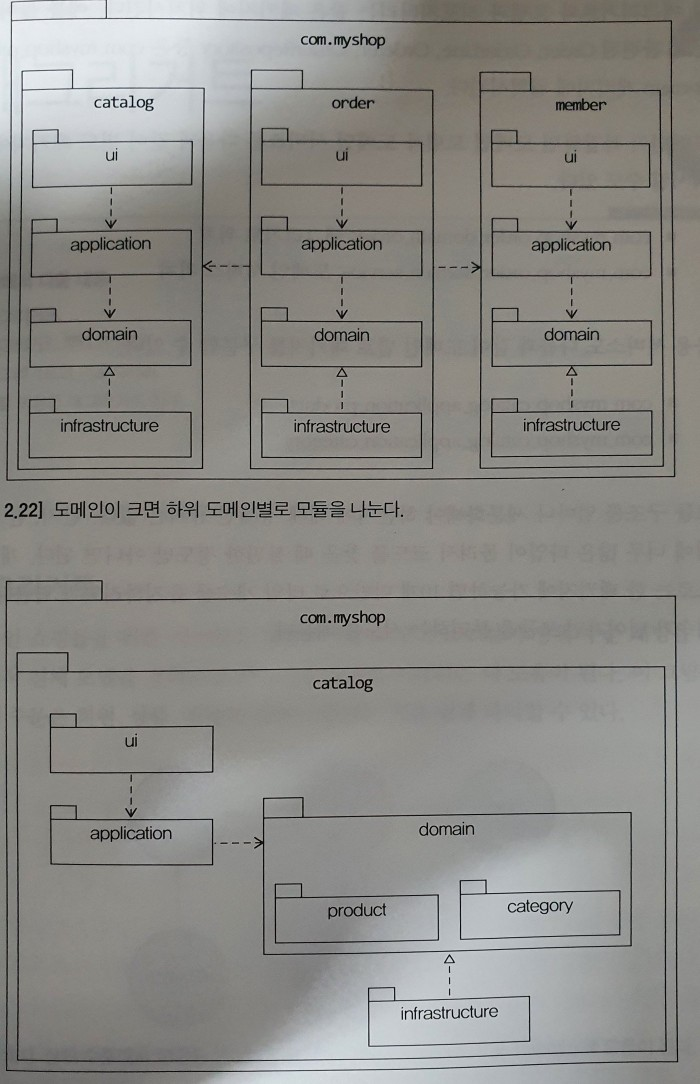 com.myshop
catalog order member
ui ui ui
application application application
domain domain domain
infrastructure infrastructure infrastructure
2.22] 도메인이 크면 하위 도메인별로 모듈을 나눈다.
com.myshop
catalog
ui
application
domain
product category
infrastructure